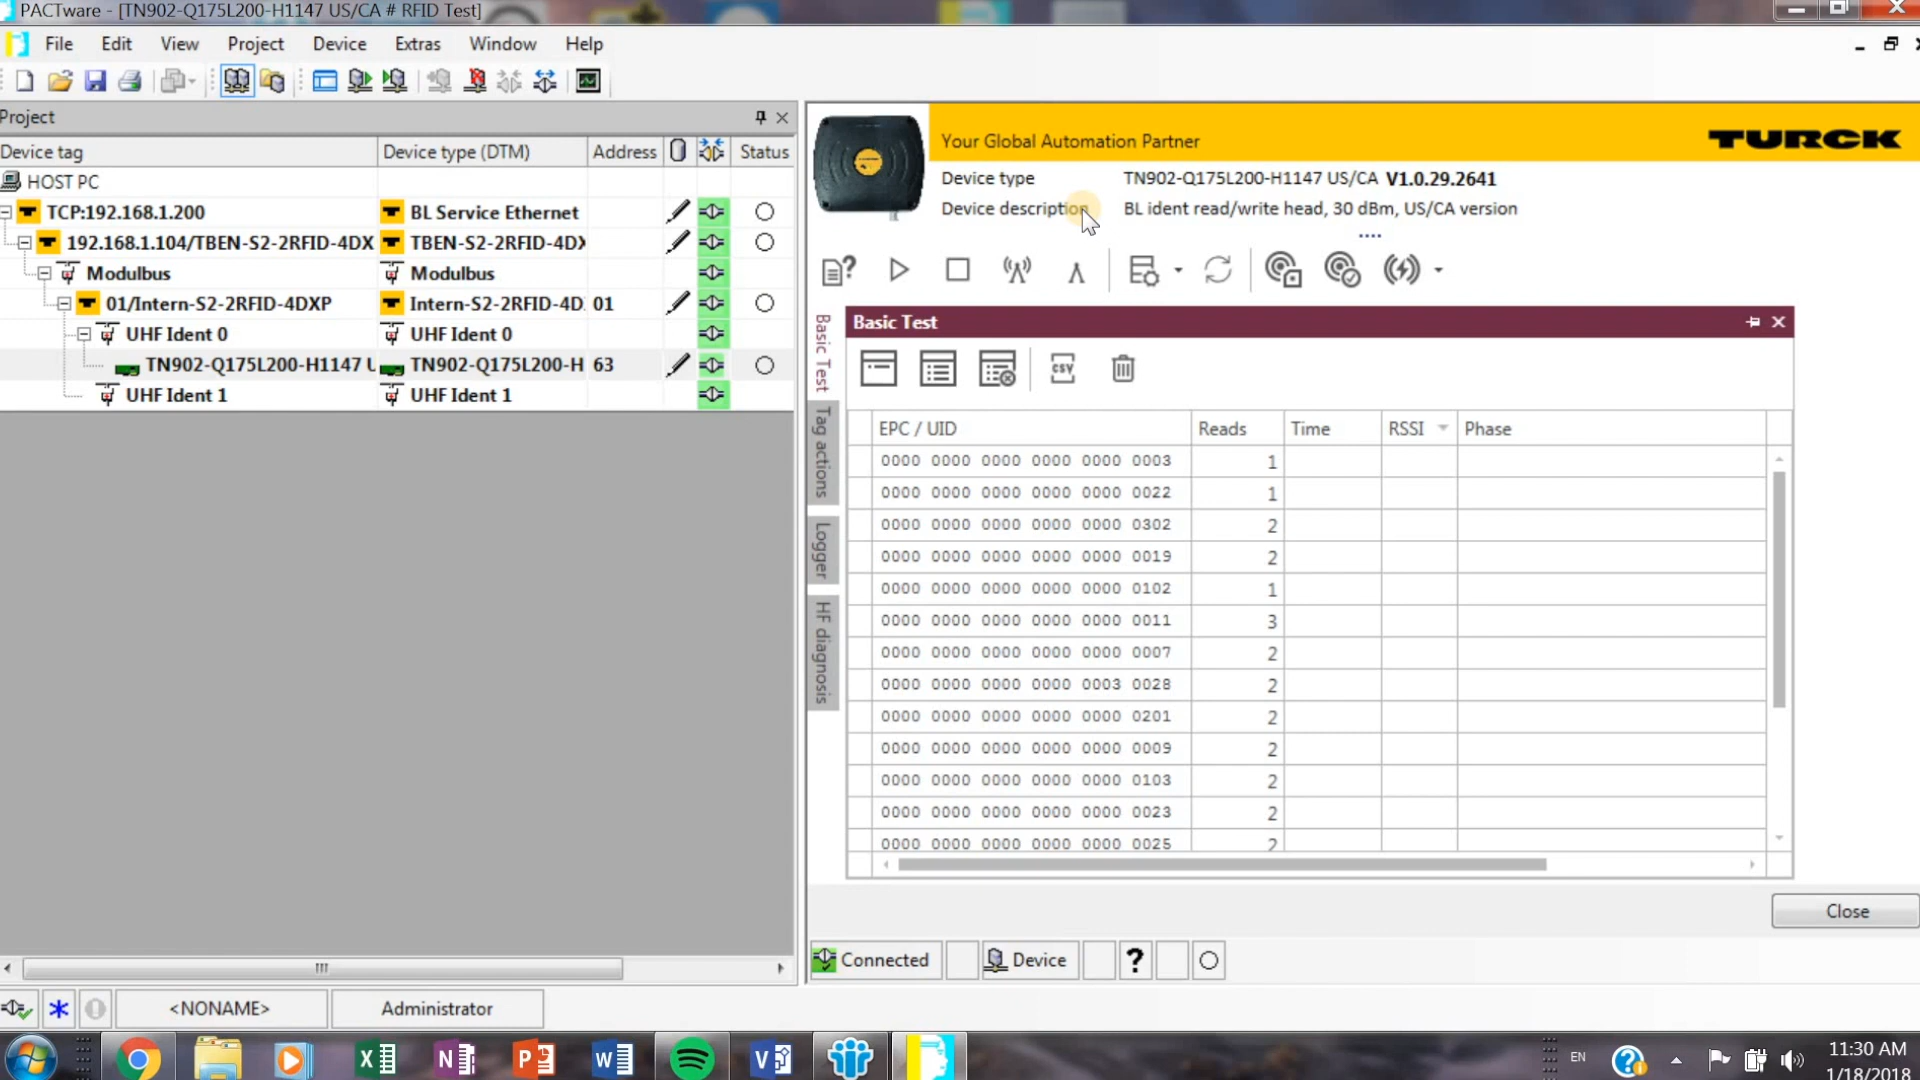 PACTware - [TN902-Q175L200-H1147 US/CA # RFID Test]
File Edit View Project Device Extras Window Help
Project
Device tag Device type (DTM) Address Status
HOST PC
TCP:192.168.1.200 BL Service Ethernet
192.168.1.104/TBEN-S2-2RFID-4DX TBEN-S2-2RFID-4DX
Modulbus Modulbus
01/Intern-S2-2RFID-4DXP Intern-S2-2RFID-4D 01
UHF Ident 0 UHF Ident 0
TN902-Q175L200-H1147 U TN902-Q175L200-H 63
UHF Ident 1 UHF Ident 1
<NONAME> Administrator
Your Global Automation Partner TURCK
Device type TN902-Q175L200-H1147 US/CA V1.0.29.2641
Device description BL ident read/write head, 30 dBm, US/CA version
Basic Test
Tag actions
Logger
HF diagnosis
Basic Test
CSV
EPC / UID Reads Time RSSI Phase
0000 0000 0000 0000 0000 0003 1
0000 0000 0000 0000 0000 0022 1
0000 0000 0000 0000 0000 0302 2
0000 0000 0000 0000 0000 0019 2
0000 0000 0000 0000 0000 0102 1
0000 0000 0000 0000 0000 0011 3
0000 0000 0000 0000 0000 0007 2
0000 0000 0000 0000 0003 0028 2
0000 0000 0000 0000 0000 0201 2
0000 0000 0000 0000 0000 0009 2
0000 0000 0000 0000 0000 0103 2
0000 0000 0000 0000 0000 0023 2
0000 0000 0000 0000 0000 0025 2
Close
Connected Device ?
EN
11:30 AM
1/18/2018